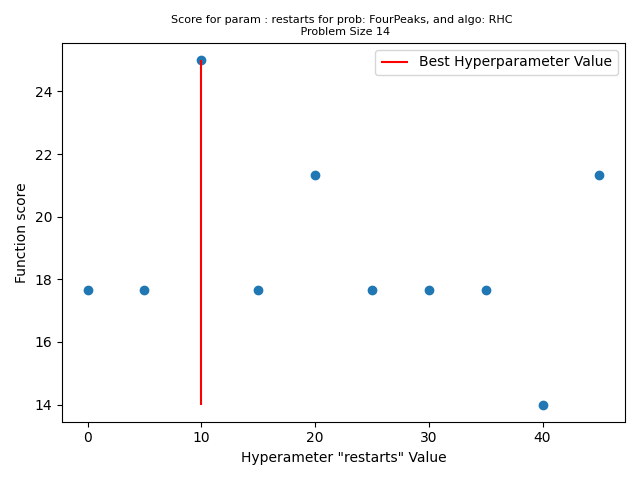 Score for param : restarts for prob: FourPeaks, and algo: RHC
Problem Size 14
Best Hyperparameter Value
Function score
24
22
20
18
16
14
0 10 20 30 40
Hyperameter "restarts" Value